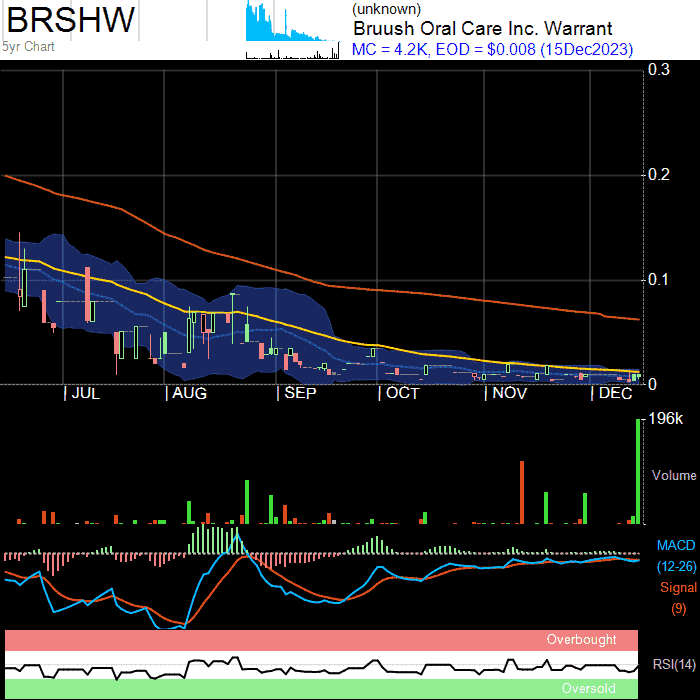 BRSHW
5yr Chart
(unknown)
Bruush Oral Care Inc. Warrant
MC = 4.2K, EOD = $0.008 (15Dec2023)
0.3
0.2
0.1
0
JUL AUG SEP OCT NOV DEC
196k
Volume
MACD
(12-26)
Signal
(9)
Overbought
RSI(14)
Oversold